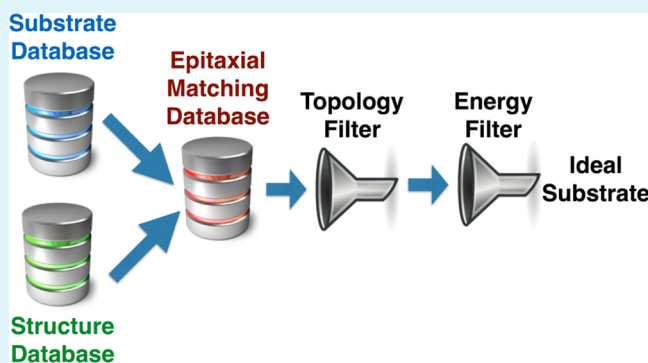 Substrate
Database
Epitaxial
Matching
Database
Topology
Filter
Energy
Filter
Ideal
Substrate
Structure
Database